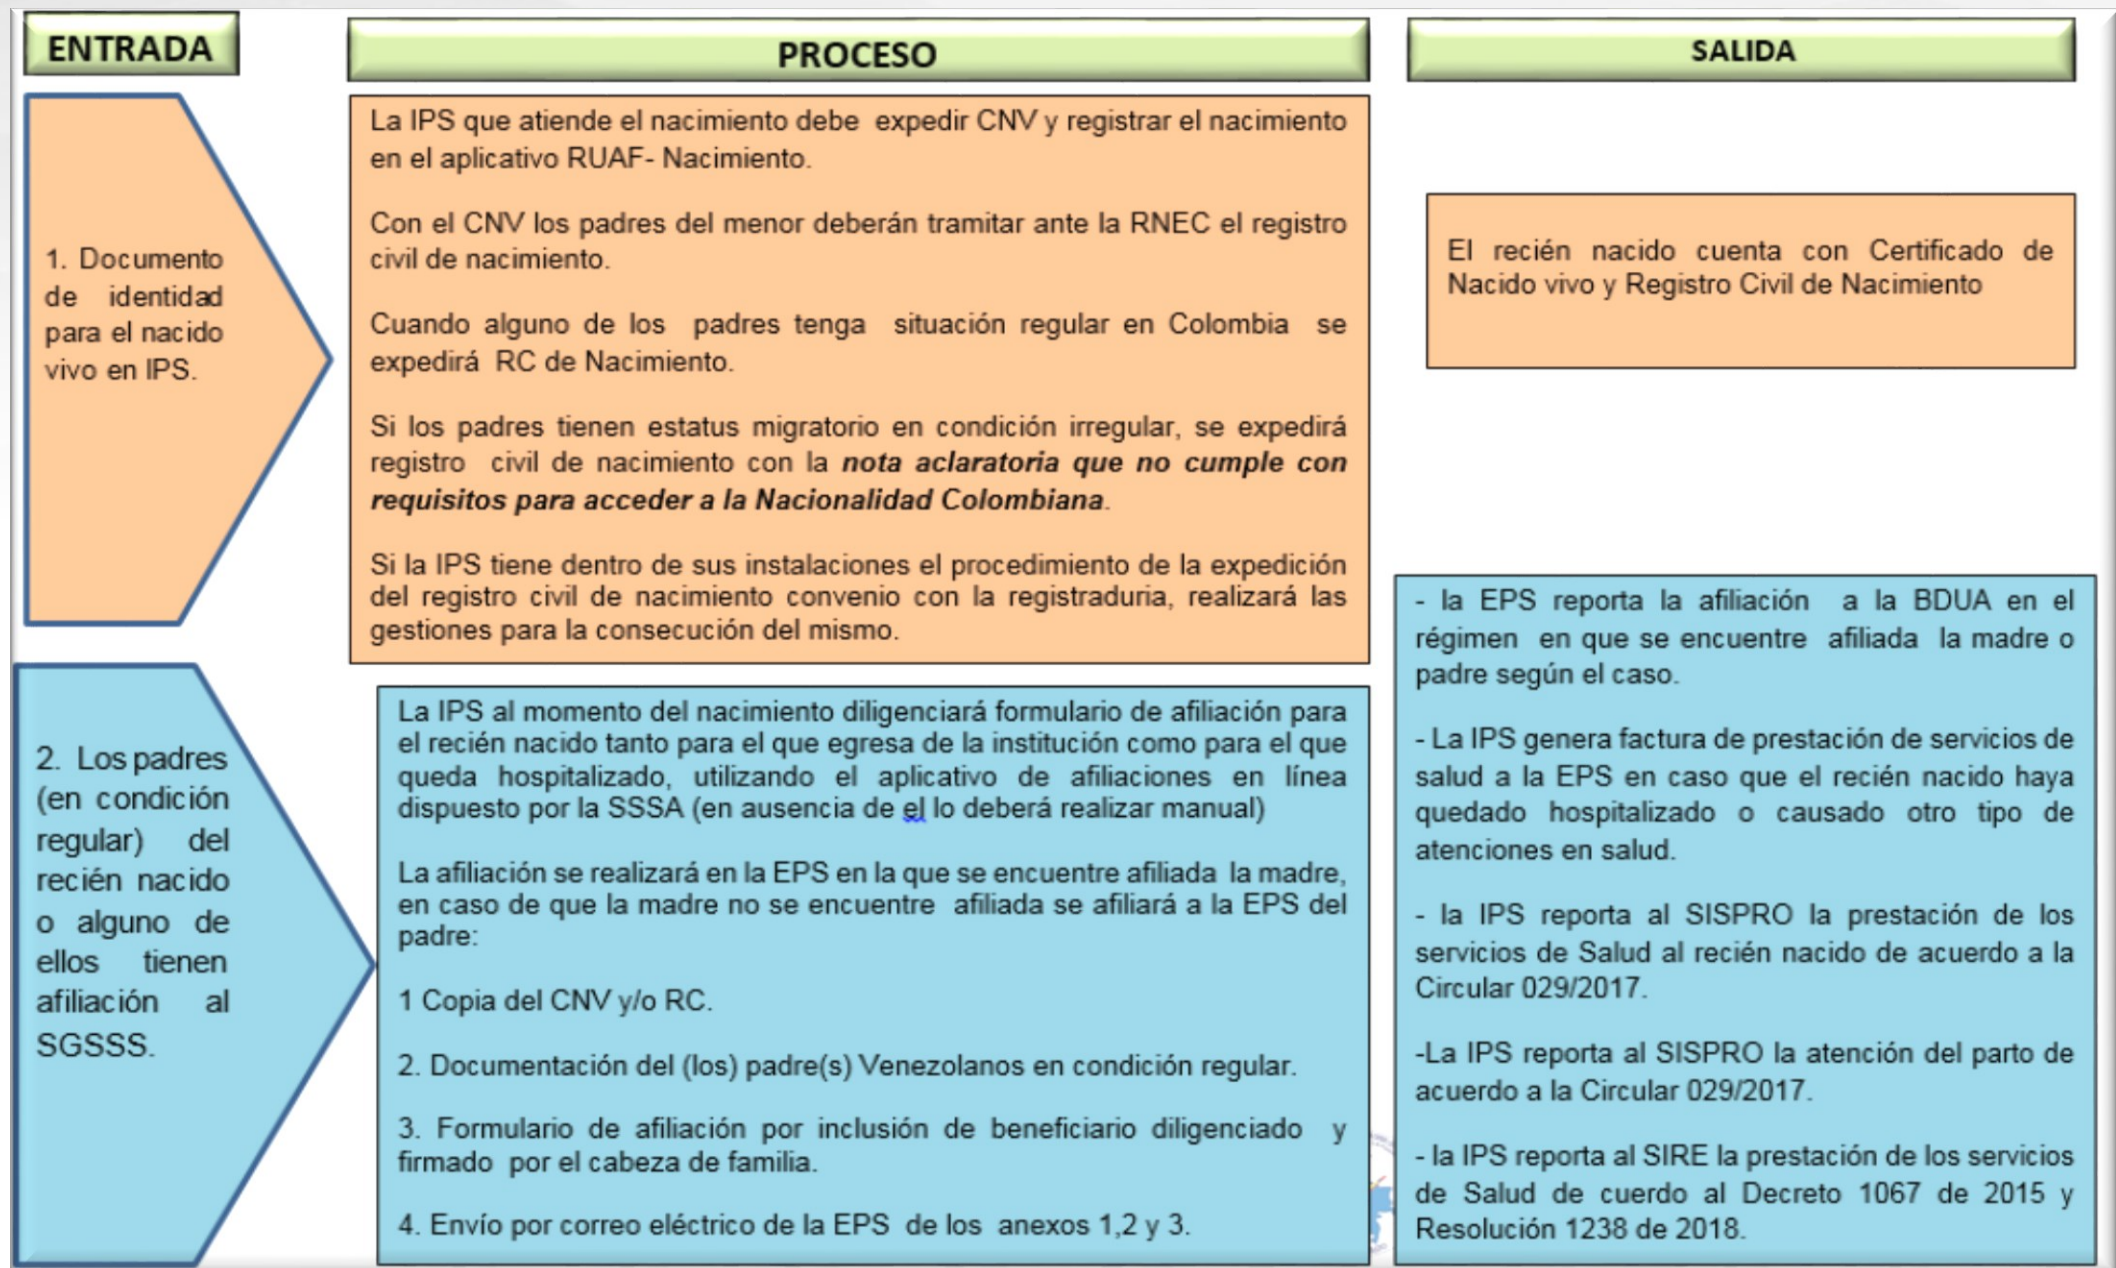 ENTRADA
PROCESO
SALIDA
1. Documento
de identidad
para el nacido
vivo en IPS.
La IPS que atiende el nacimiento debe expedir CNV y registrar el nacimiento
en el aplicativo RUAF- Nacimiento.
Con el CNV los padres del menor deberán tramitar ante la RNEC el registro
civil de nacimiento.
Cuando alguno de los padres tenga situación regular en Colombia se
expedirá RC de Nacimiento.
Si los padres tienen estatus migratorio en condición irregular, se expedirá
registro civil de nacimiento con la nota aclaratoria que no cumple con
requisitos para acceder a la Nacionalidad Colombiana.
Si la IPS tiene dentro de sus instalaciones el procedimiento de la expedición
del registro civil de nacimiento convenio con la registraduria, realizará las
gestiones para la consecución del mismo.
El recién nacido cuenta con Certificado de
Nacido vivo y Registro Civil de Nacimiento
2. Los padres
(en condición
regular) del
recién nacido
o alguno de
ellos tienen
afiliación al
SGSSS.
La IPS al momento del nacimiento diligenciará formulario de afiliación para
el recién nacido tanto para el que egresa de la institución como para el que
queda hospitalizado, utilizando el aplicativo de afiliaciones en línea
dispuesto por la SSSA (en ausencia de el lo deberá realizar manual)
La afiliación se realizará en la EPS en la que se encuentre afiliada la madre,
en caso de que la madre no se encuentre afiliada se afiliará a la EPS del
padre:
1 Copia del CNV y/o RC.
2. Documentación del (los) padre(s) Venezolanos en condición regular.
3. Formulario de afiliación por inclusión de beneficiario diligenciado y
firmado por el cabeza de familia.
4. Envío por correo eléctrico de la EPS de los anexos 1,2 y 3.
- la EPS reporta la afiliación a la BDUA en el
régimen en que se encuentre afiliada la madre o
padre según el caso.
- La IPS genera factura de prestación de servicios de
salud a la EPS en caso que el recién nacido haya
quedado hospitalizado o causado otro tipo de
atenciones en salud.
- la IPS reporta al SISPRO la prestación de los
servicios de Salud al recién nacido de acuerdo a la
Circular 029/2017.
-La IPS reporta al SISPRO la atención del parto de
acuerdo a la Circular 029/2017.
- la IPS reporta al SIRE la prestación de los servicios
de Salud de cuerdo al Decreto 1067 de 2015 y
Resolución 1238 de 2018.